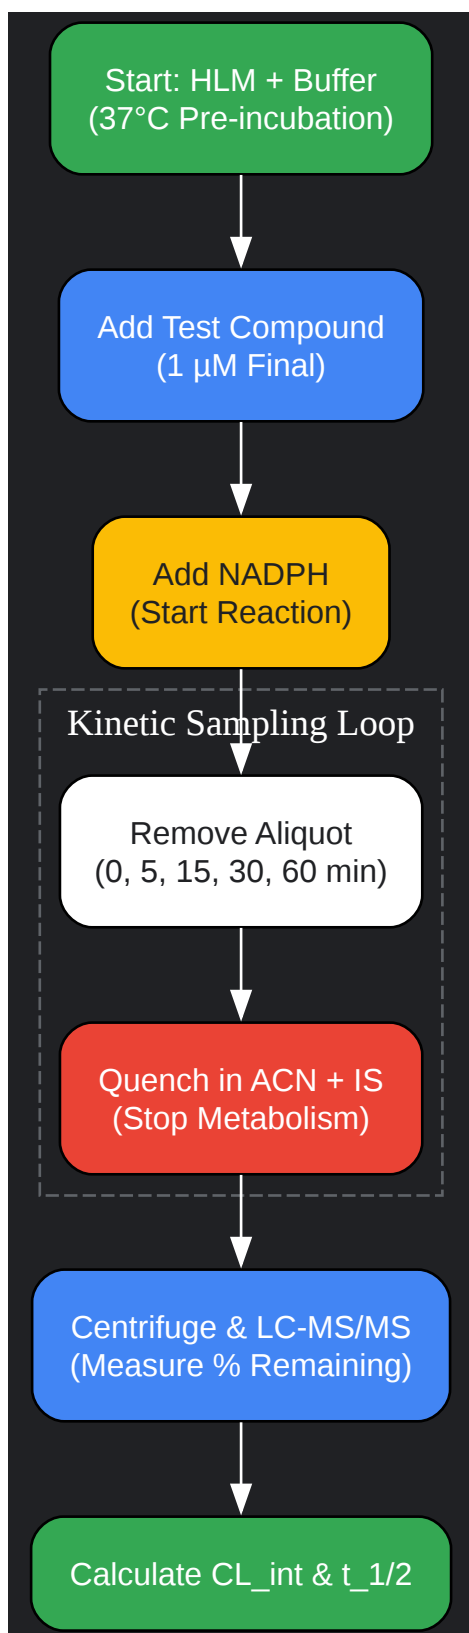 Start: HLM + Buffer
(37°C Pre-incubation)
Add Test Compound
(1 µM Final)
Add NADPH
(Start Reaction)
Kinetic Sampling Loop
Remove Aliquot
(0, 5, 15, 30, 60 min)
Quench in ACN + IS
(Stop Metabolism)
Centrifuge & LC-MS/MS
(Measure % Remaining)
Calculate CL_int & t_1/2